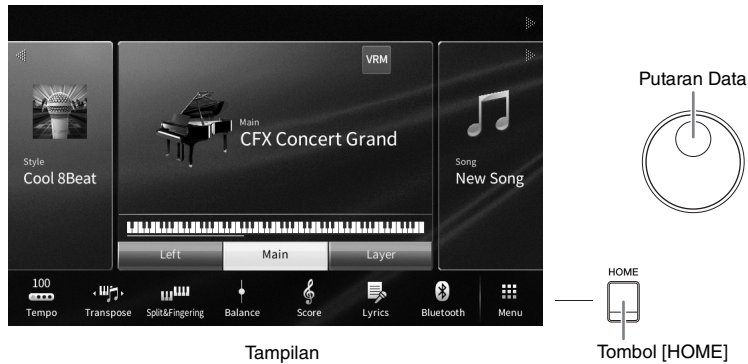 VRM
Main
CFX Concert Grand
Style
Cool 8Beat
Song
New Song
Left Main Layer
100
Tempo Transpose Split&Fingering Balance Score Lyrics Bluetooth Menu
Tampilan
Putaran Data
HOME
Tombol [HOME]